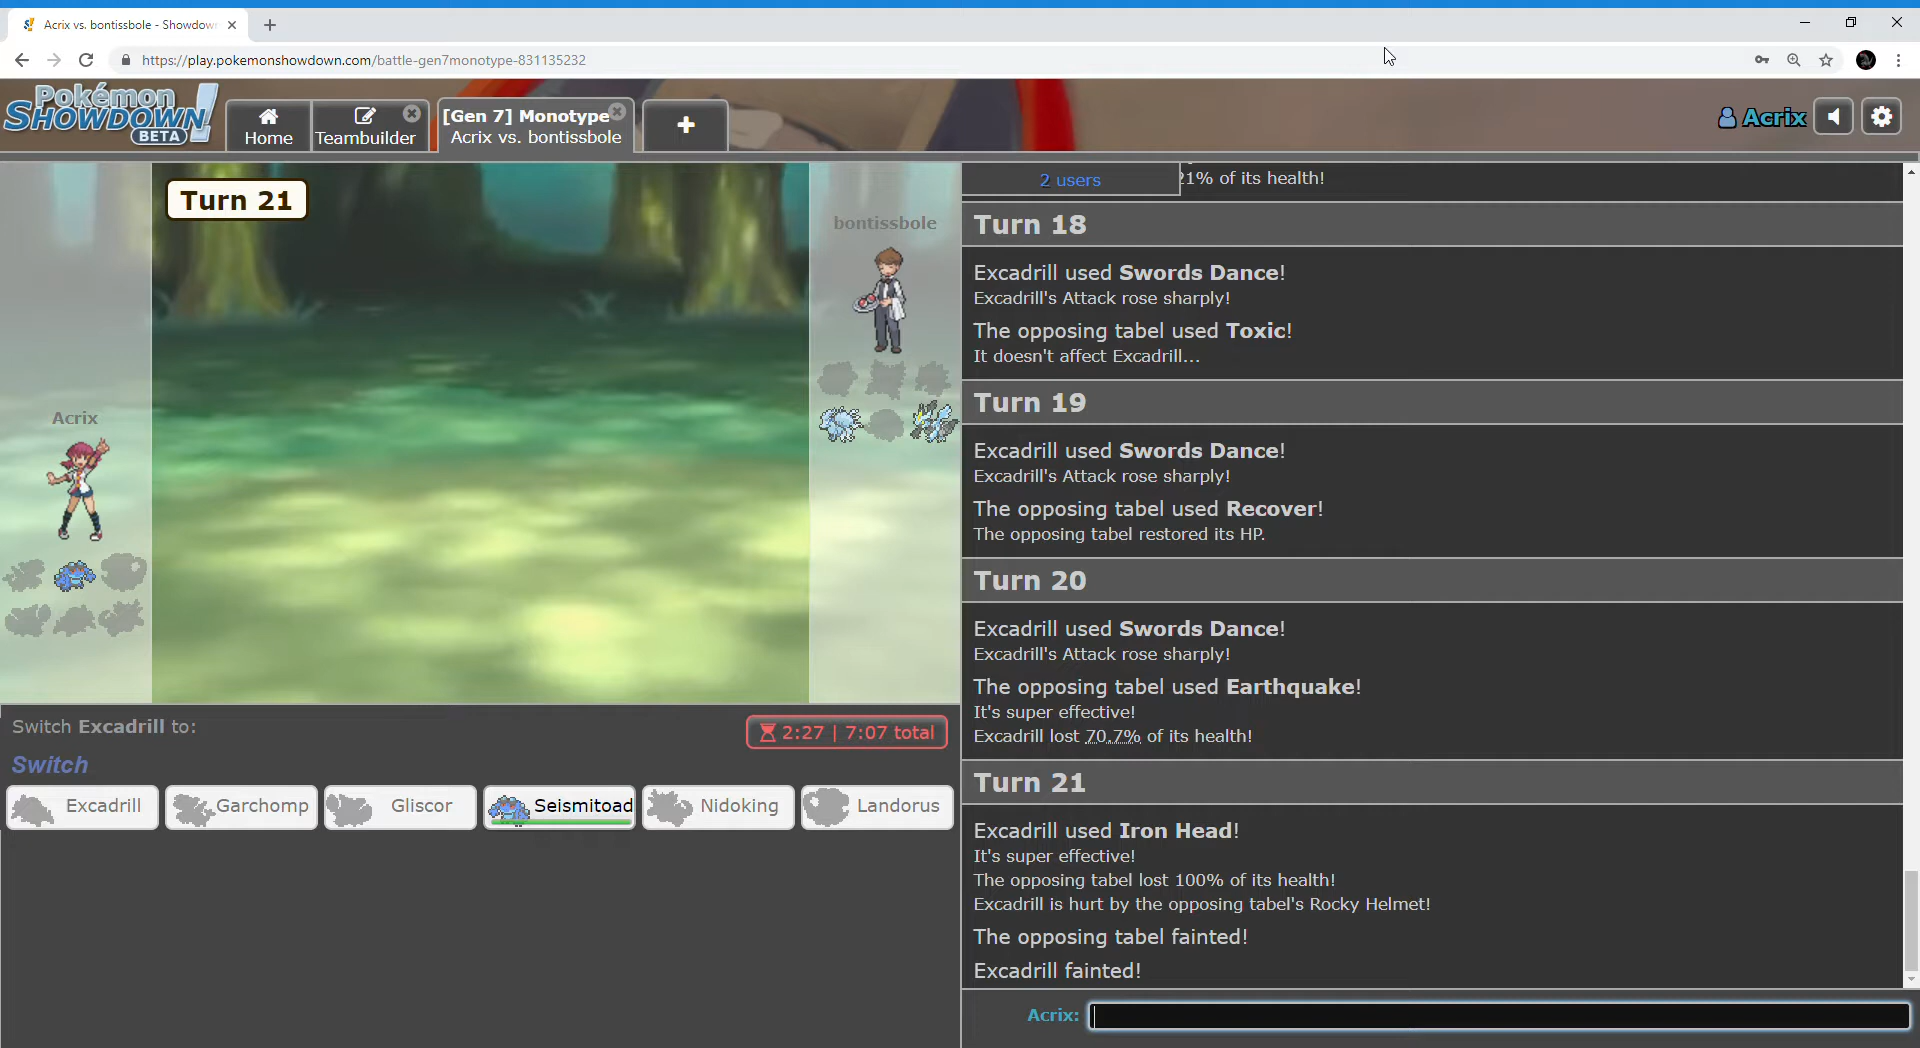 Acrix vs. bontissbole - Showdow
https://play.pokemonshowdown.com/battle-gen7monotype-831135232
Pokémon
SHOWDOWN!
BETA
Home
Teambuilder
[Gen 7] Monotype
Acrix vs. bontissbole
Acrix
Turn 21
bontissbole
Acrix
Switch Excadrill to:
2:27 | 7:07 total
Switch
Excadrill
Garchomp
Gliscor
Seismitoad
Nidoking
Landorus
2 users
21% of its health!
Turn 18
Excadrill used Swords Dance!
Excadrill's Attack rose sharply!
The opposing tabel used Toxic!
It doesn't affect Excadrill...
Turn 19
Excadrill used Swords Dance!
Excadrill's Attack rose sharply!
The opposing tabel used Recover!
The opposing tabel restored its HP.
Turn 20
Excadrill used Swords Dance!
Excadrill's Attack rose sharply!
The opposing tabel used Earthquake!
It's super effective!
Excadrill lost 70.7% of its health!
Turn 21
Excadrill used Iron Head!
It's super effective!
The opposing tabel lost 100% of its health!
Excadrill is hurt by the opposing tabel's Rocky Helmet!
The opposing tabel fainted!
Excadrill fainted!
Acrix: